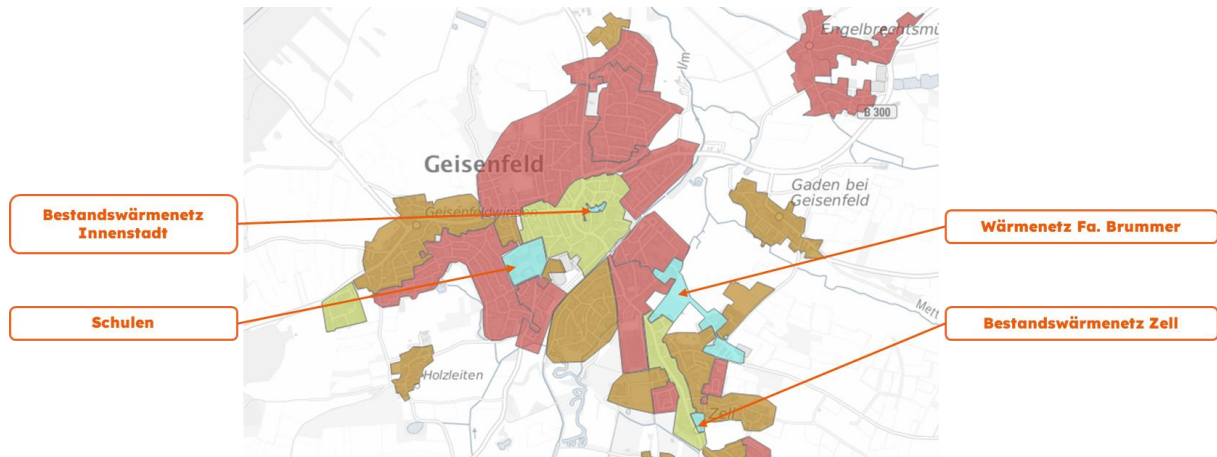 Engelbrechtsmü
Ilm
B 300
Geisenfeld
Gaden bei
Geisenfeld
Bestandswärmenetz
Innenstadt
Geisenfeldwinden
Wärmenetz Fa. Brummer
Schulen
Mett
Bestandswärmenetz Zell
Holzleiten
Zell